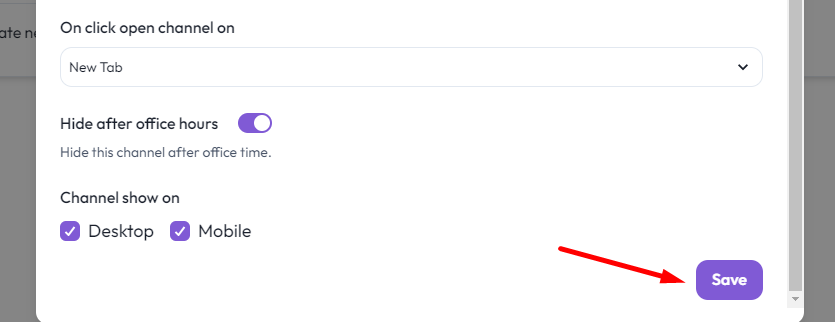 On click open channel on
ate ne
New Tab
Hide after office hours
Hide this channel after office time.
Channel show on
Desktop Mobile
Save